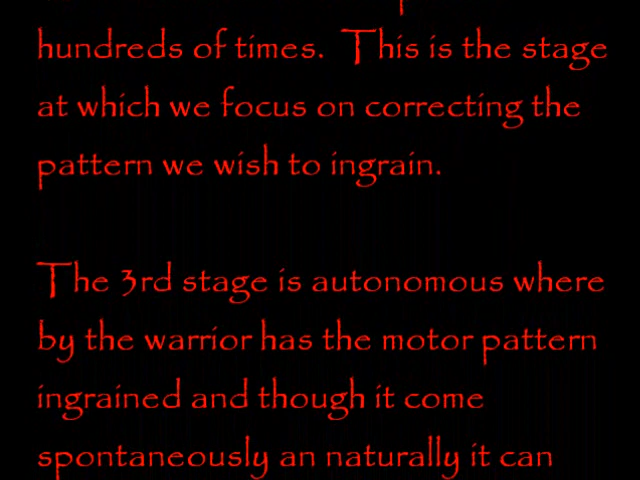 hundreds of times. This is the stage
at which we focus on correcting the
pattern we wish to ingrain.
The 3rd stage is autonomous where
by the warrior has the motor pattern
ingrained and though it come
spontaneously an naturally it can